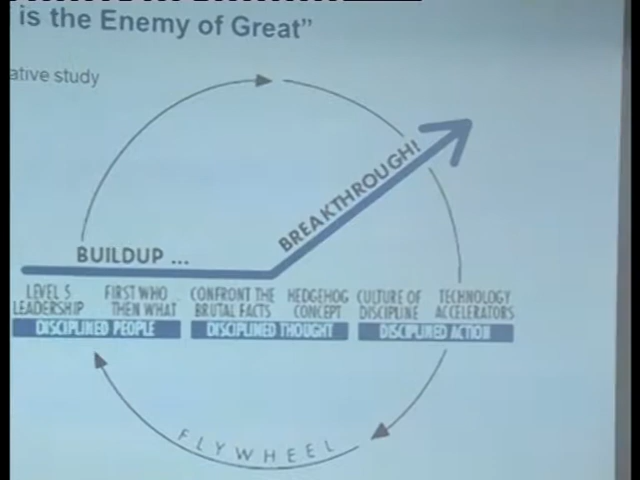 is the Enemy of Great”
ative study
BREAKTHROUGH!
BUILDUP ...
LEVEL 5 LEADERSHIP
FIRST WHO THEN WHAT
CONFRONT THE BRUTAL FACTS
HEDGEHOG CONCEPT
CULTURE OF DISCIPLINE
TECHNOLOGY ACCELERATORS
DISCIPLINED PEOPLE
DISCIPLINED THOUGHT
DISCIPLINED ACTION
FLYWHEEL